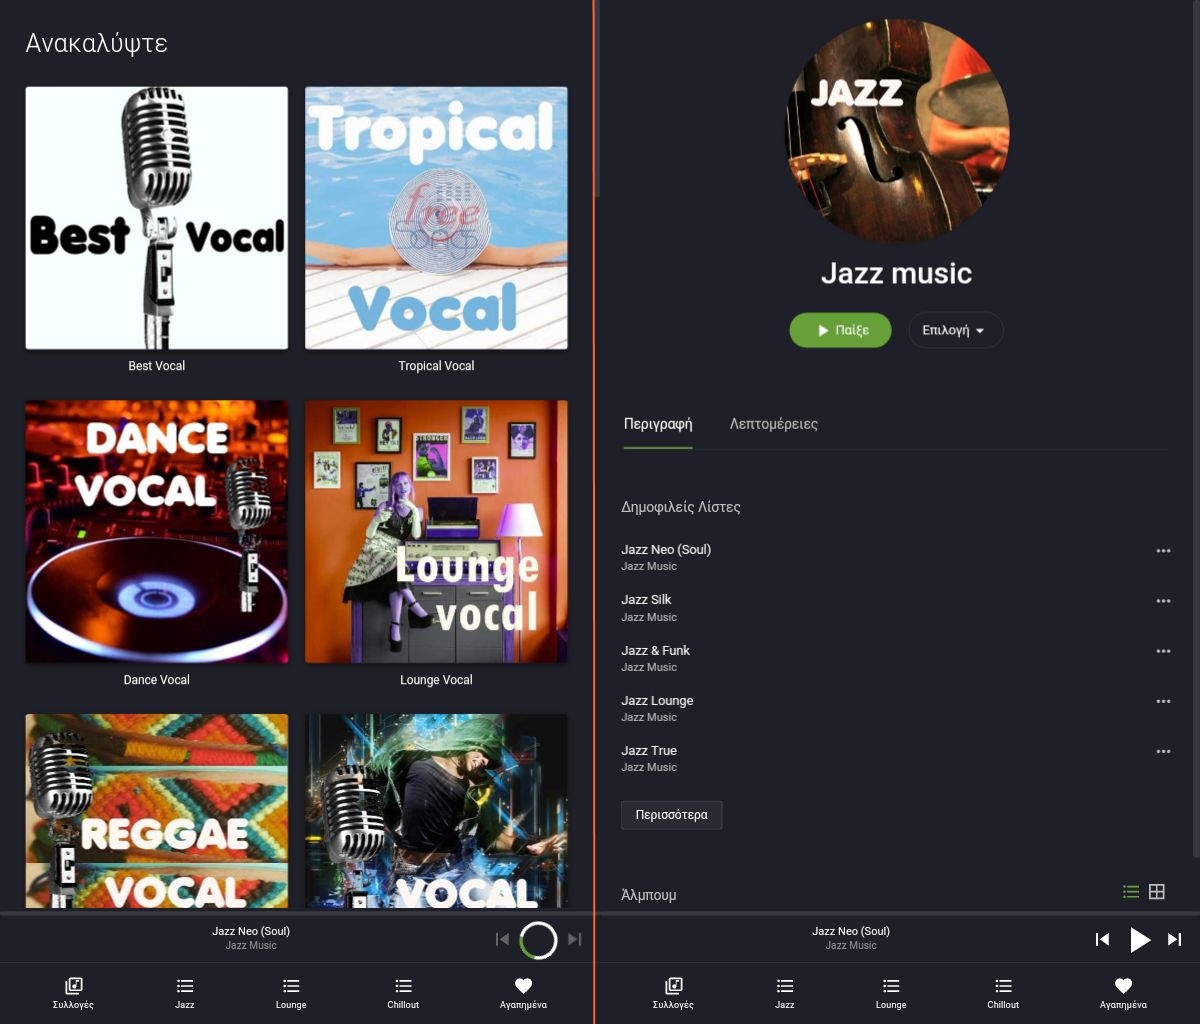 Ανακαλύψτε
Best Vocal
Best Vocal
Tropical
free
songs
Vocal
Tropical Vocal
DANCE
VOCAL
Dance Vocal
STRONGER
Lounge
vocal
Lounge Vocal
REGGAE
VOCAL
VOCAL
Jazz Neo (Soul)
Jazz Music
Συλλογές
Jazz
Lounge
Chillout
Αγαπημένα
JAZZ
Jazz music
Παίξε
Επιλογή
Περιγραφή
Λεπτομέρειες
Δημοφιλείς Λίστες
Jazz Neo (Soul)
Jazz Music
Jazz Silk
Jazz Music
Jazz & Funk
Jazz Music
Jazz Lounge
Jazz Music
Jazz True
Jazz Music
Περισσότερα
Άλμπουμ
Jazz Neo (Soul)
Jazz Music
Συλλογές
Jazz
Lounge
Chillout
Αγαπημένα